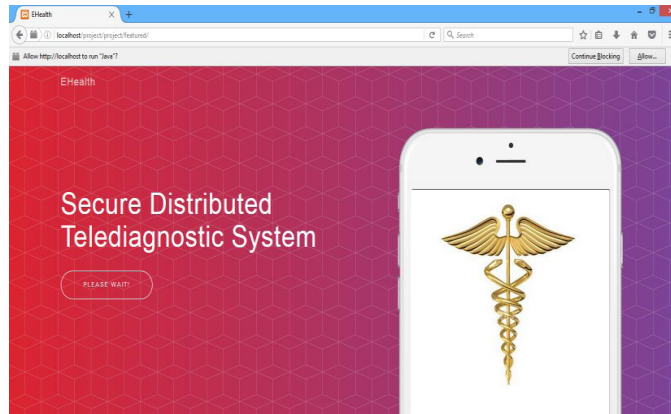 EHealth
localhost/project/project/featured/
Search
Allow http://localhost to run "Java"?
Continue Blocking
Allow...
EHealth
Secure Distributed
Telediagnostic System
PLEASE WAIT!